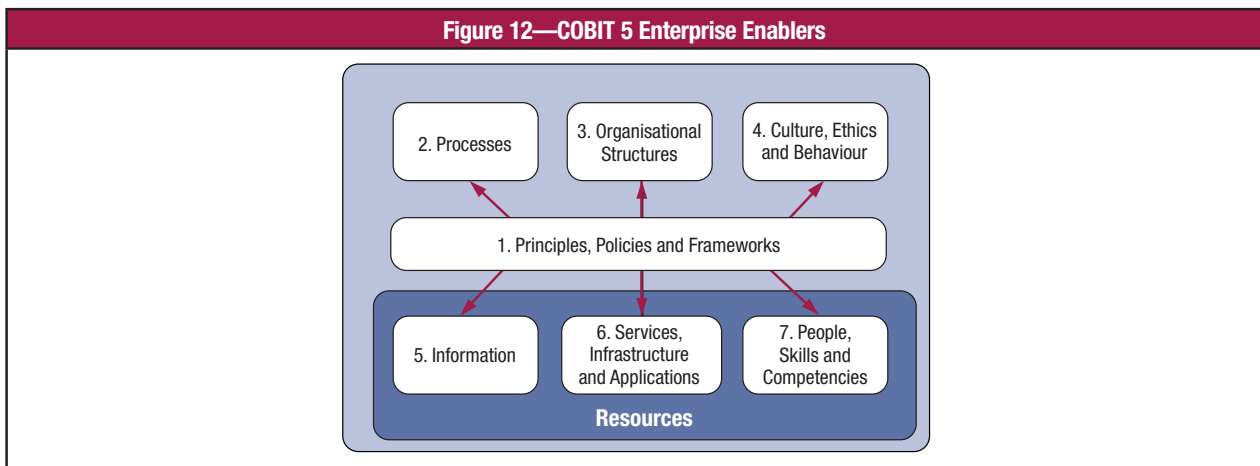 Figure 12—COBIT 5 Enterprise Enablers
2. Processes
3. Organisational
Structures
4. Culture, Ethics
and Behaviour
1. Principles, Policies and Frameworks
5. Information
6. Services,
Infrastructure
and Applications
7. People,
Skills and
Competencies
Resources